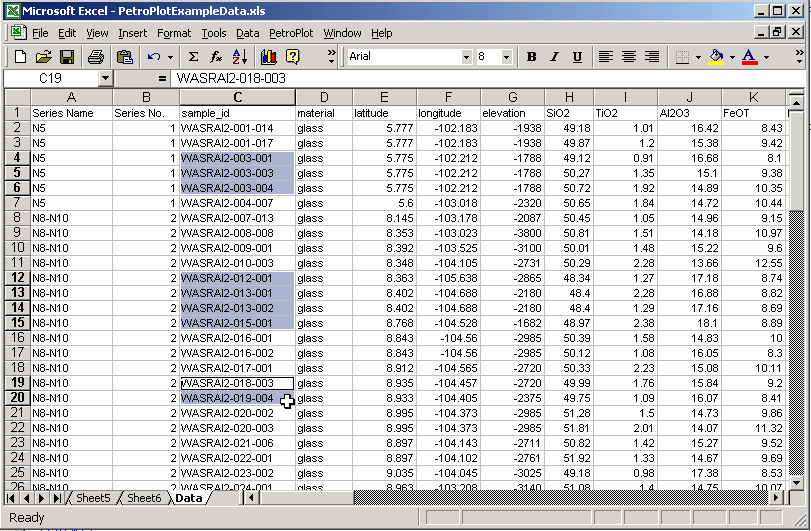 Microsoft Excel - PetroPlotExampleData.xls
File Edit View Insert Format Tools Data PetroPlot Window Help
Σ fx Arial 8 B I U A
C19 = WASRAI2-018-003
A B C D E F G H I J K
1 Series Name Series No. sample_id material latitude longitude elevation SiO2 TiO2 Al2O3 FeOT
2 N5 1 WASRAI2-001-014 glass 5.777 -102.183 -1938 49.18 1.01 16.42 8.43
3 N5 1 WASRAI2-001-017 glass 5.777 -102.183 -1938 49.87 1.2 15.38 9.42
4 N5 1 WASRAI2-003-001 glass 5.775 -102.212 -1788 49.12 0.91 16.68 8.1
5 N5 1 WASRAI2-003-003 glass 5.775 -102.212 -1788 50.27 1.35 15.1 9.38
6 N5 1 WASRAI2-003-004 glass 5.775 -102.212 -1788 50.72 1.92 14.89 10.35
7 N5 1 WASRAI2-004-007 glass 5.6 -103.018 -2320 50.65 1.84 14.72 10.44
8 N8-N10 2 WASRAI2-007-013 glass 8.145 -103.178 -2087 50.45 1.05 14.96 9.15
9 N8-N10 2 WASRAI2-008-008 glass 8.353 -103.023 -3800 50.81 1.51 14.18 10.97
10 N8-N10 2 WASRAI2-009-001 glass 8.392 -103.525 -3100 50.01 1.48 15.22 9.6
11 N8-N10 2 WASRAI2-010-003 glass 8.348 -104.105 -2731 50.29 2.28 13.66 12.55
12 N8-N10 2 WASRAI2-012-001 glass 8.363 -105.638 -2865 48.34 1.27 17.18 8.74
13 N8-N10 2 WASRAI2-013-001 glass 8.402 -104.688 -2180 48.4 2.28 16.88 8.82
14 N8-N10 2 WASRAI2-013-002 glass 8.402 -104.688 -2180 48.4 1.29 17.16 8.69
15 N8-N10 2 WASRAI2-015-001 glass 8.768 -104.528 -1682 48.97 2.38 18.1 8.89
16 N8-N10 2 WASRAI2-016-001 glass 8.843 -104.56 -2985 50.39 1.58 14.83 10
17 N8-N10 2 WASRAI2-016-002 glass 8.843 -104.56 -2985 50.12 1.08 16.05 8.3
18 N8-N10 2 WASRAI2-017-001 glass 8.912 -104.565 -2720 50.33 2.23 15.08 10.11
19 N8-N10 2 WASRAI2-018-003 glass 8.935 -104.457 -2720 49.99 1.76 15.84 9.2
20 N8-N10 2 WASRAI2-019-004 glass 8.933 -104.405 -2375 49.75 1.09 16.07 8.41
21 N8-N10 2 WASRAI2-020-002 glass 8.995 -104.373 -2985 51.28 1.5 14.73 9.86
22 N8-N10 2 WASRAI2-020-003 glass 8.995 -104.373 -2985 51.81 2.01 14.07 11.32
23 N8-N10 2 WASRAI2-021-006 glass 8.897 -104.143 -2711 50.82 1.42 15.27 9.52
24 N8-N10 2 WASRAI2-022-001 glass 8.897 -104.102 -2761 51.92 1.33 14.67 9.69
25 N8-N10 2 WASRAI2-023-002 glass 9.035 -104.045 -3025 49.18 0.98 17.38 8.53
26 N8-N10 2 WASRAI2-024-001 glass 8.963 -103.208 -3140 51.08 1.4 14.75 10.07
Sheet5 Sheet6 Data
Ready